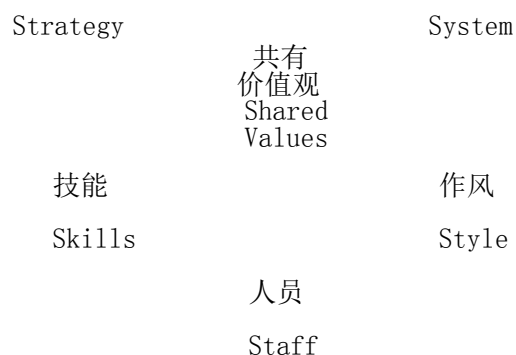 Strategy
System
共有
价值观
Shared
Values
技能
作风
Skills
Style
人员
Staff